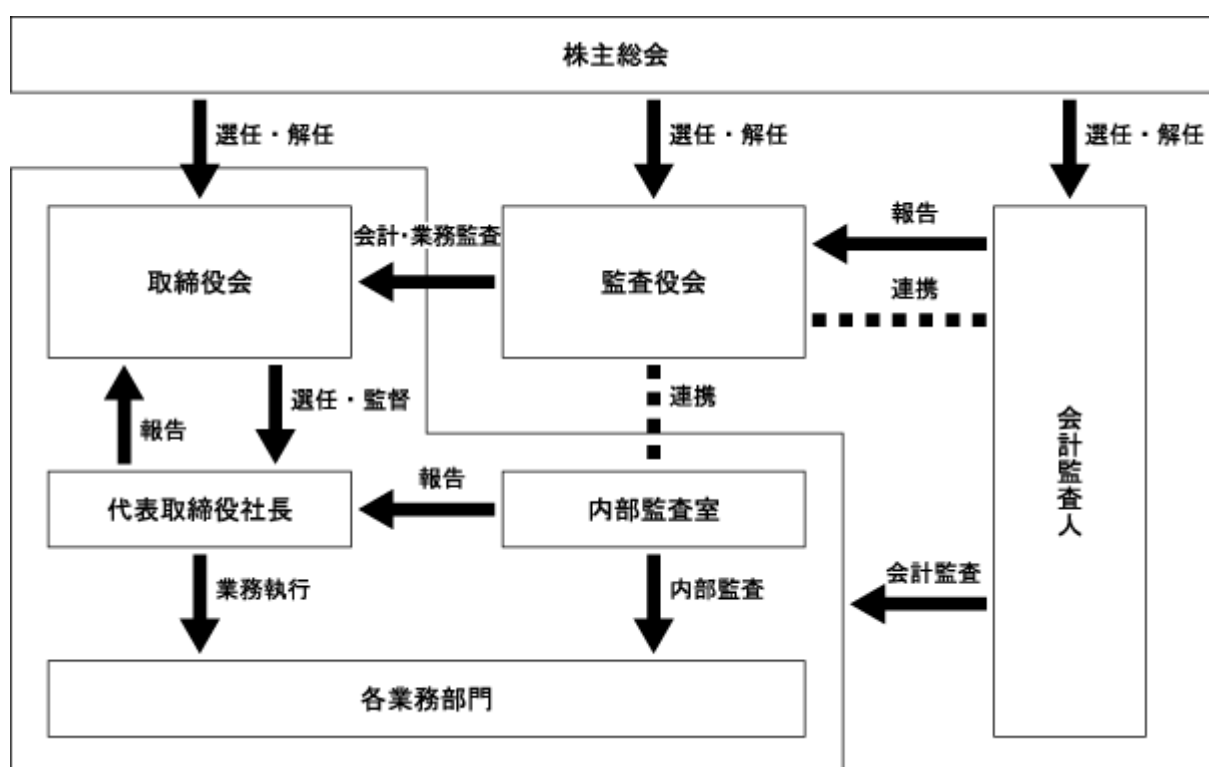 株主総会
選任・解任
選任・解任
選任・解任
取締役会
会計・業務監査
監査役会
報告
連携
会計監査人
選任・監督
報告
連携
代表取締役社長
報告
内部監査室
業務執行
内部監査
会計監査
各業務部門